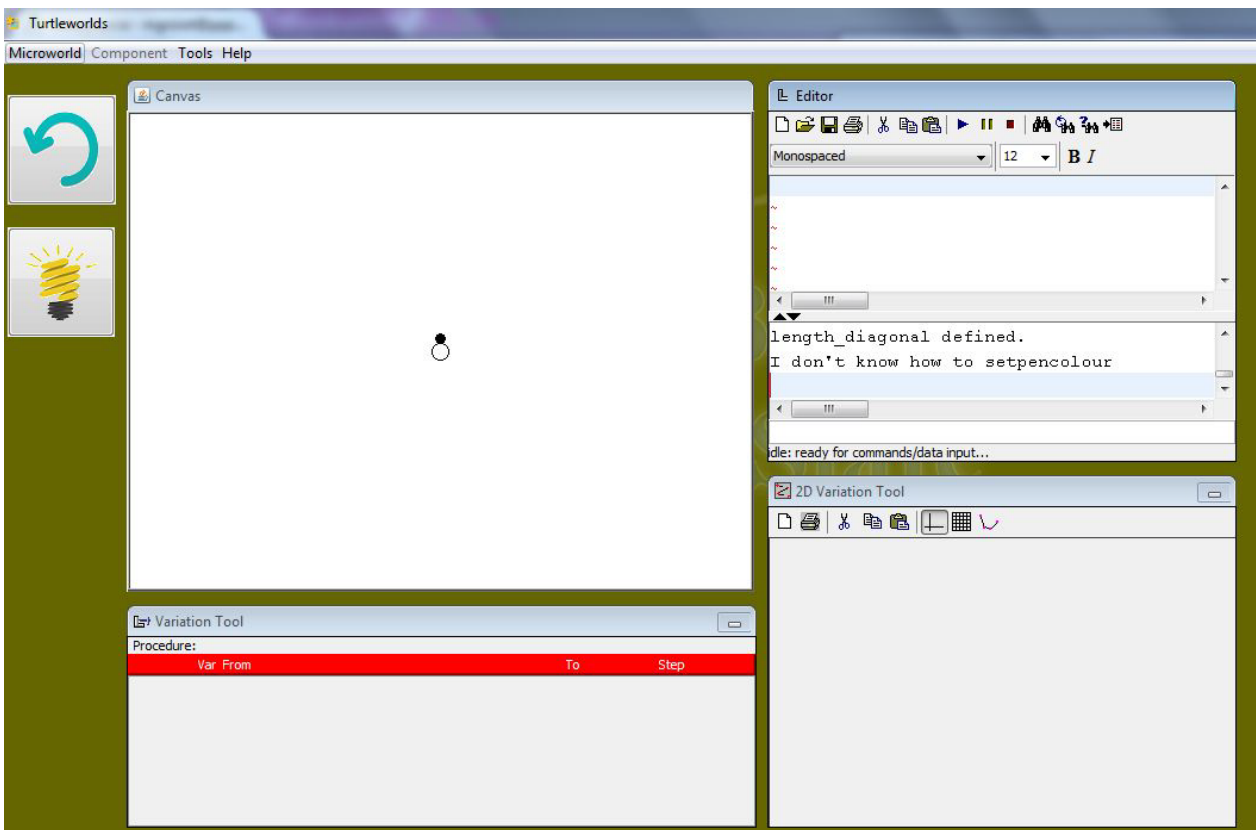 Turtleworlds
Microworld Component Tools Help
Canvas
Editor
Monospaced 12 B I
~
~
~
~
~
length_diagonal defined.
I don't know how to setpencolour
idle: ready for commands/data input...
2D Variation Tool
Variation Tool
Procedure:
Var From To Step